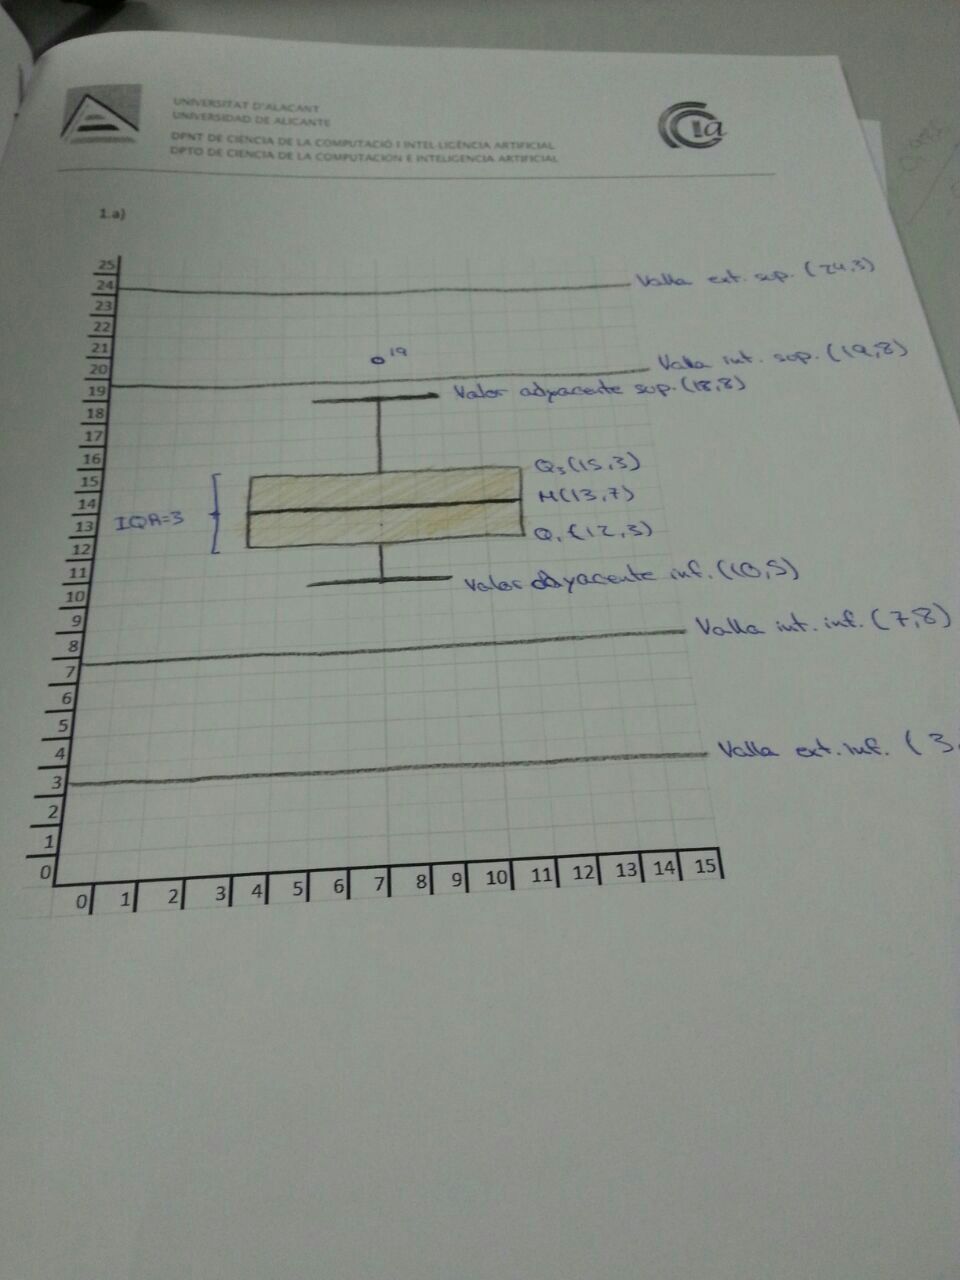 UNIVERSITAT D'ALACANT
UNIVERSIDAD DE ALICANTE
DPNT DE CIÈNCIA DE LA COMPUTACIÓ I INTEL·LIGÈNCIA ARTIFICIAL
DPTO DE CIENCIA DE LA COMPUTACIÓN E INTELIGENCIA ARTIFICIAL
CCia
1.a)
25
24
Valla ext. sup. (24,3)
23
22
21
19
20
Valla int. sup. (19,8)
19
Valor adyacente sup. (18,8)
18
17
16
Q3 (15,3)
15
14
M(13,7)
IQR=3
13
Q1 (12,3)
12
11
Valor adyacente inf. (10,5)
10
9
Valla int. inf. (7,8)
8
7
6
5
4
Valla ext. inf. (3,
3
2
1
0
0 1 2 3 4 5 6 7 8 9 10 11 12 13 14 15